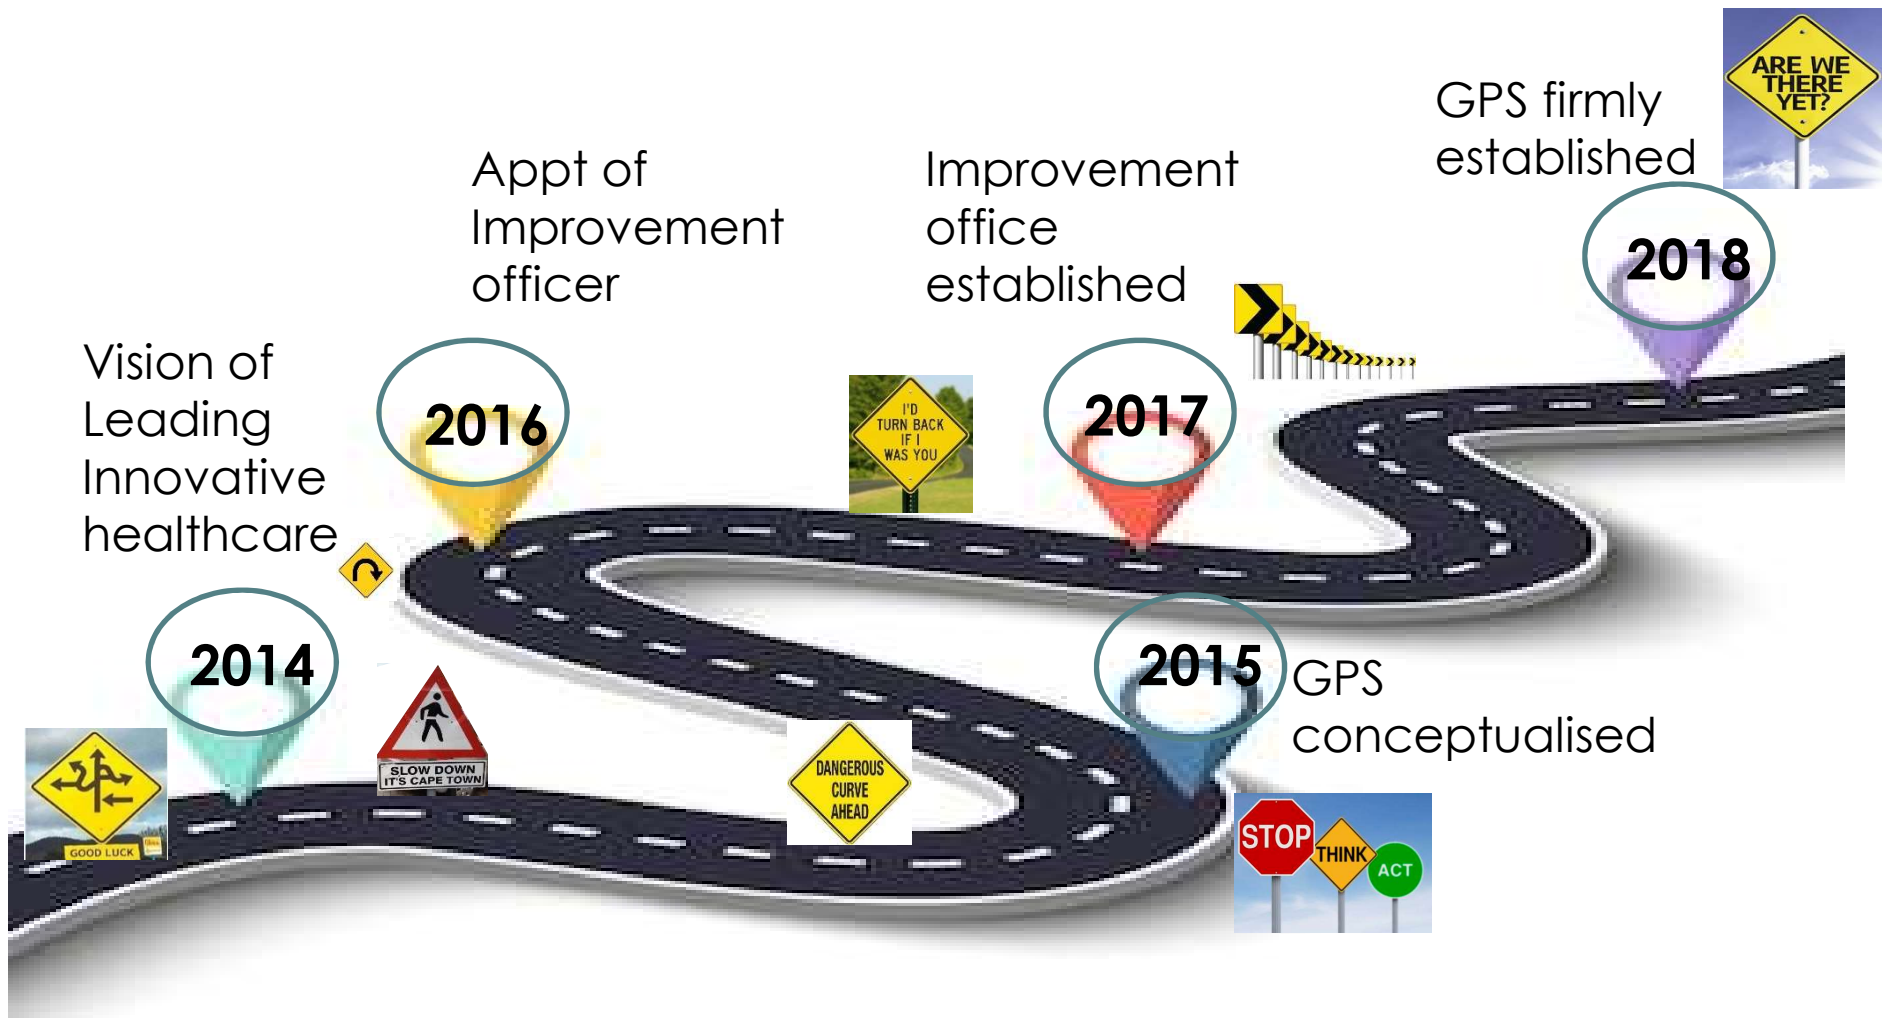 ARE WE
THERE
YET?
GPS firmly
established
2018
Appt of
Improvement
officer
Improvement
office
established
2016
2017
I'D
TURN BACK
IF I
WAS YOU
Vision of
Leading
Innovative
healthcare
2014
2015
GPS
conceptualised
SLOW DOWN
IT'S CAPE TOWN
DANGEROUS
CURVE
AHEAD
GOOD LUCK
STOP
THINK
ACT